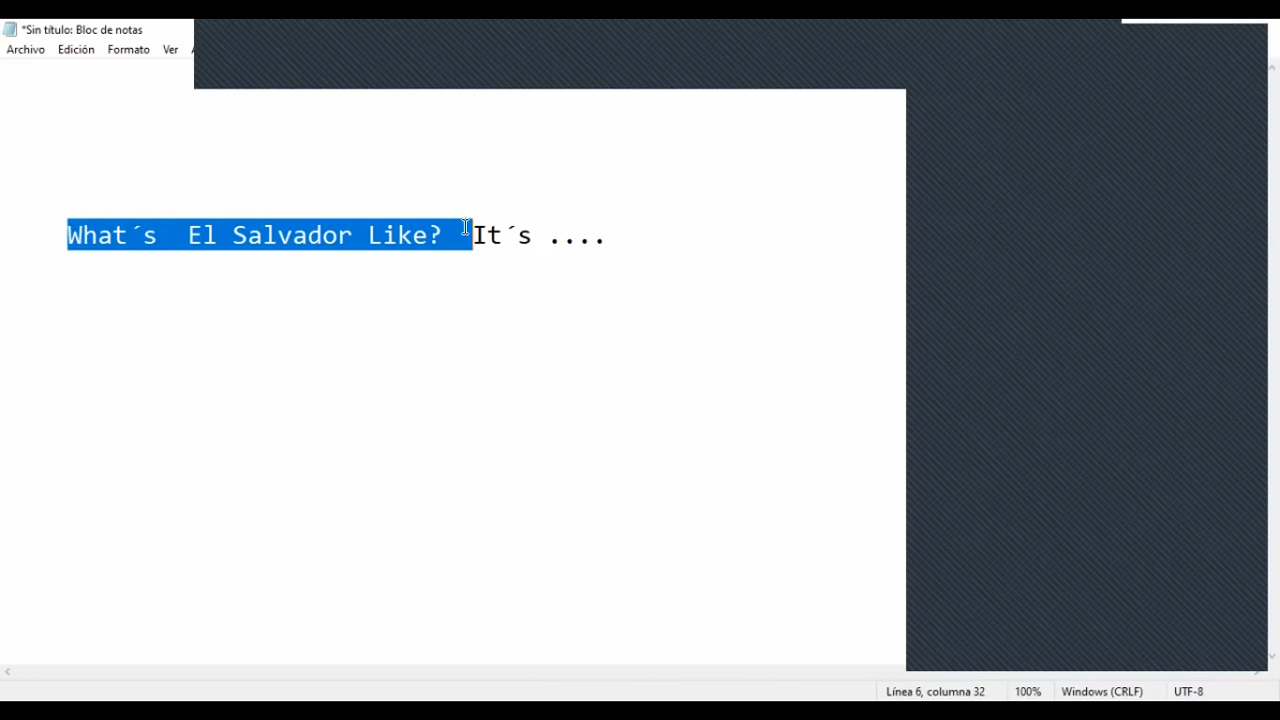 *Sin título: Bloc de notas
Archivo Edición Formato Ver
What´s  El Salvador Like?  It´s ....
Línea 6, columna 32 100% Windows (CRLF) UTF-8